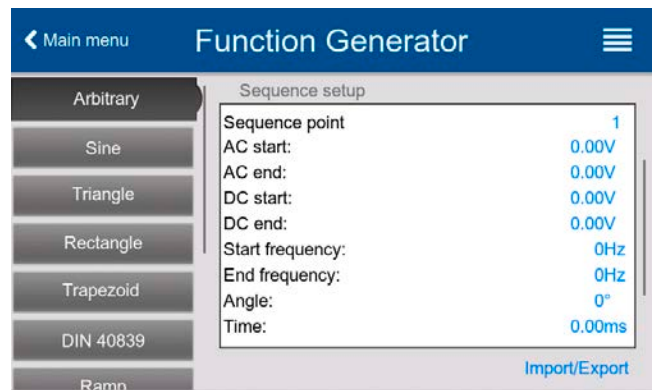 Main menu
Function Generator
Arbitrary
Sine
Triangle
Rectangle
Trapezoid
DIN 40839
Ramp
Sequence setup
Sequence point 1
AC start: 0.00V
AC end: 0.00V
DC start: 0.00V
DC end: 0.00V
Start frequency: 0Hz
End frequency: 0Hz
Angle: 0°
Time: 0.00ms
Import/Export